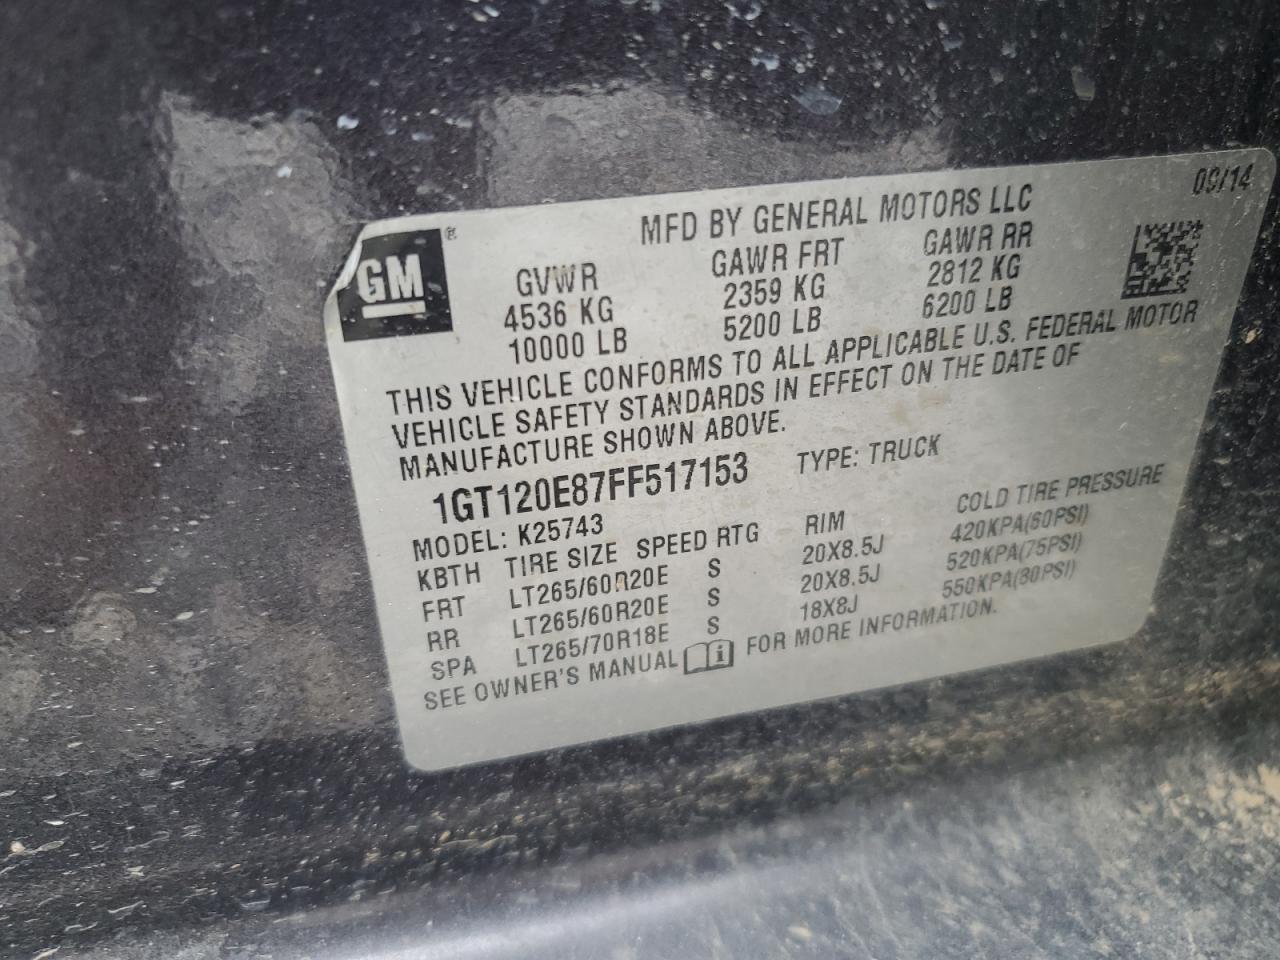 09/14
MFD BY GENERAL MOTORS LLC
GM®
GVWR GAWR FRT GAWR RR
4536 KG 2359 KG 2812 KG
10000 LB 5200 LB 6200 LB
THIS VEHICLE CONFORMS TO ALL APPLICABLE U.S. FEDERAL MOTOR
VEHICLE SAFETY STANDARDS IN EFFECT ON THE DATE OF
MANUFACTURE SHOWN ABOVE.
1GT120E87FF517153 TYPE: TRUCK
MODEL: K25743
KBTH TIRE SIZE SPEED RTG RIM COLD TIRE PRESSURE
FRT LT265/60R20E S 20X8.5J 420KPA(60PSI)
RR LT265/60R20E S 20X8.5J 520KPA(75PSI)
SPA LT265/70R18E S 18X8J 550KPA(80PSI)
SEE OWNER'S MANUAL FOR MORE INFORMATION.